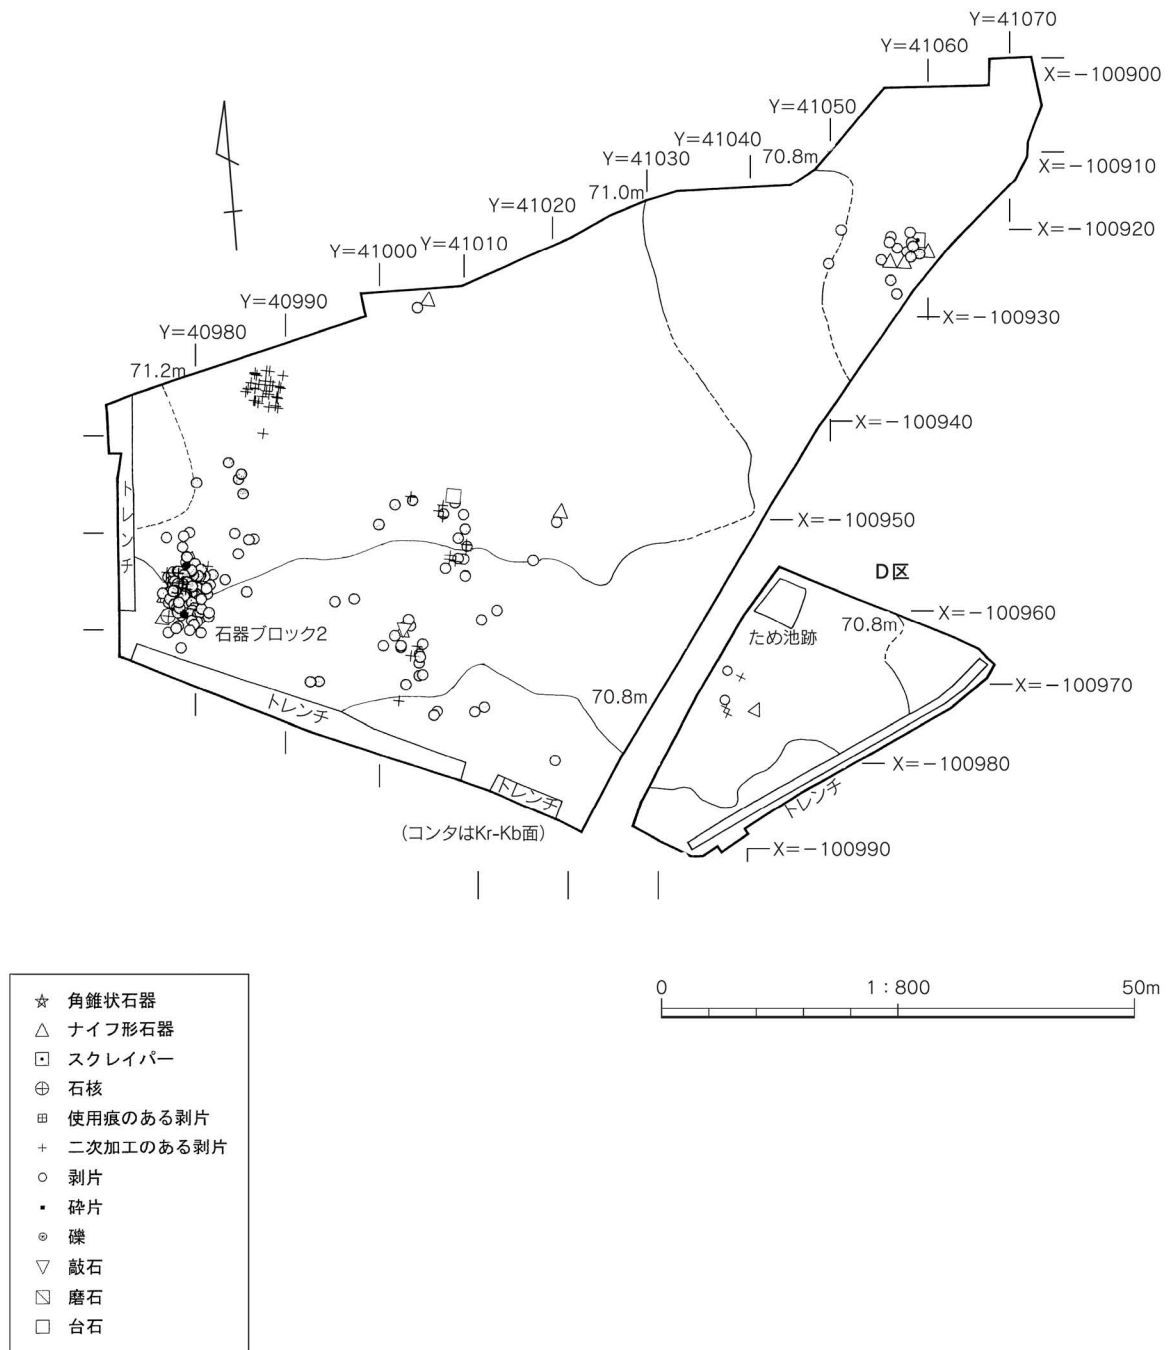 Y=41070
Y=41060
X=－100900
Y=41050
Y=41040
70.8m
Y=41030
X=－100910
71.0m
Y=41020
X=－100920
Y=41010
Y=41000
Y=40990
X=－100930
Y=40980
71.2m
X=－100940
トレンチ
X=－100950
D区
X=－100960
70.8m
ため池跡
石器ブロック2
X=－100970
70.8m
トレンチ
X=－100980
トレンチ
トレンチ
(コンタはKr-Kb面)
X=－100990
0 1：800 50m
角錐状石器
ナイフ形石器
スクレイパー
石核
使用痕のある剥片
二次加工のある剥片
剥片
砕片
礫
敲石
磨石
台石